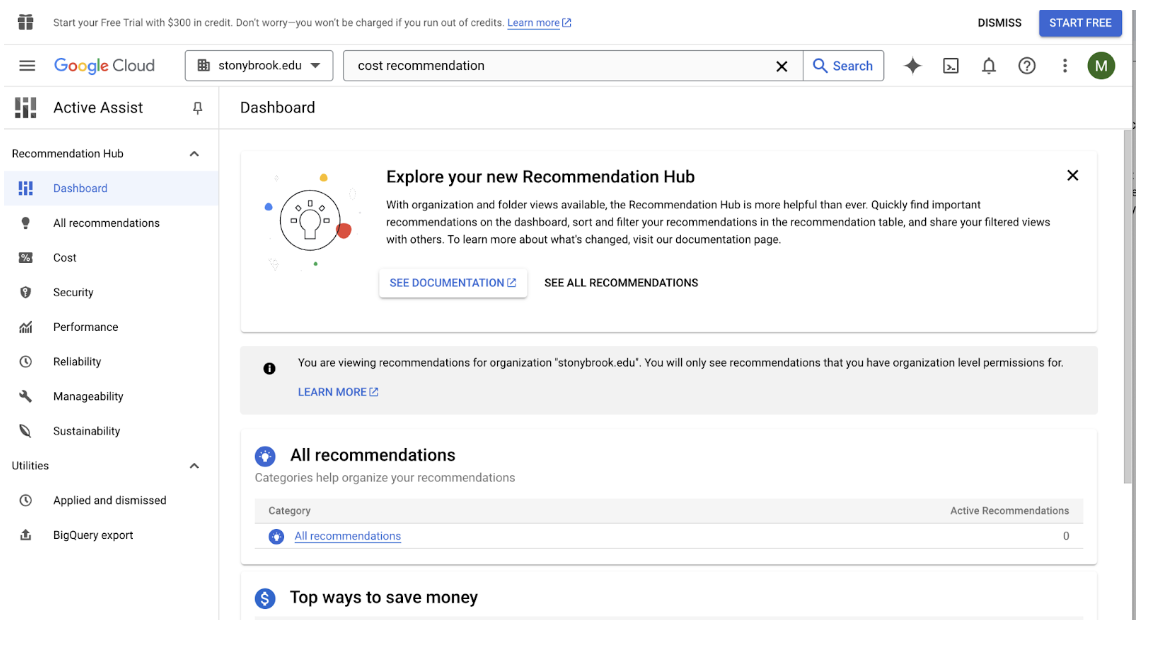 Start your Free Trial with $300 in credit. Don't worry—you won't be charged if you run out of credits. Learn more
DISMISS
START FREE
Google Cloud
stonybrook.edu
cost recommendation
Search
M
Active Assist
Dashboard
Recommendation Hub
Dashboard
All recommendations
Cost
Security
Performance
Reliability
Manageability
Sustainability
Utilities
Applied and dismissed
BigQuery export
Explore your new Recommendation Hub
With organization and folder views available, the Recommendation Hub is more helpful than ever. Quickly find important
recommendations on the dashboard, sort and filter your recommendations in the recommendation table, and share your filtered views
with others. To learn more about what's changed, visit our documentation page.
SEE DOCUMENTATION
SEE ALL RECOMMENDATIONS
You are viewing recommendations for organization "stonybrook.edu". You will only see recommendations that you have organization level permissions for.
LEARN MORE
All recommendations
Categories help organize your recommendations
Category
Active Recommendations
All recommendations
0
Top ways to save money